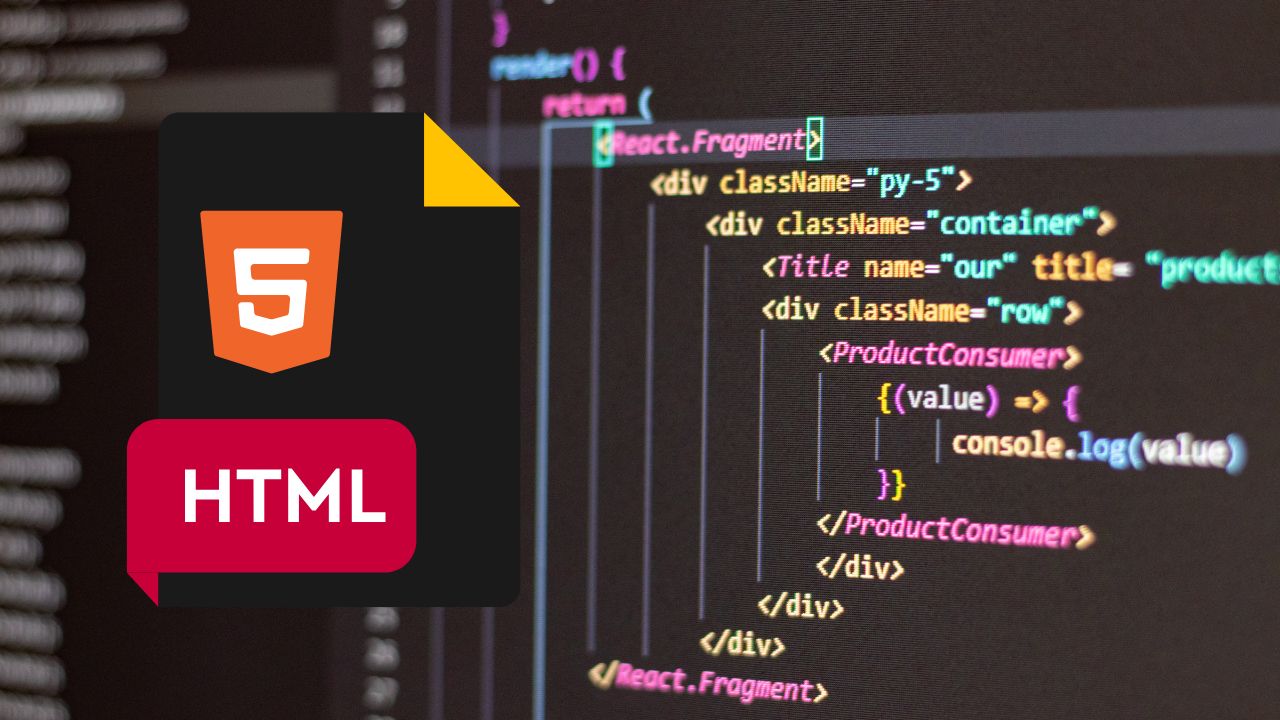 5
HTML
}
render() {
return (
<React.Fragment>
<div className="py-5">
<div className="container">
<Title name="our" title= "product
<div className="row">
<ProductConsumer>
{(value) => {
console.log(value)
}}
</ProductConsumer>
</div>
</div>
</div>
</React.Fragment>